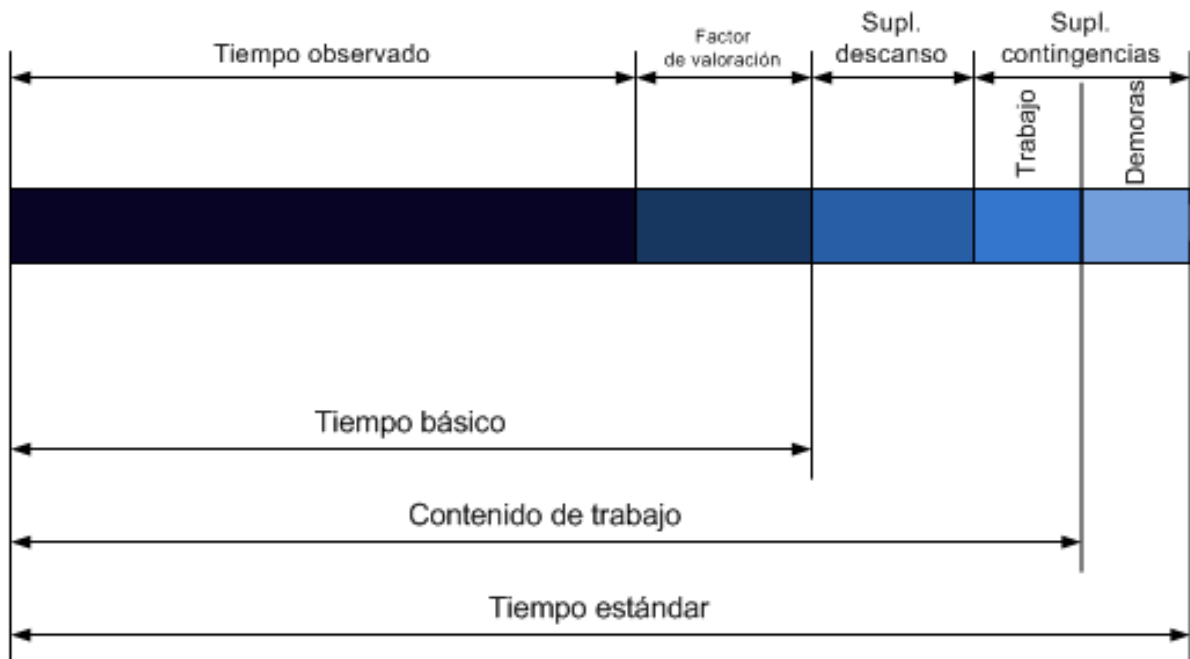 Tiempo observado
Factor
de valoración
Supl.
descanso
Supl.
contingencias
Trabajo
Demoras
Tiempo básico
Contenido de trabajo
Tiempo estándar